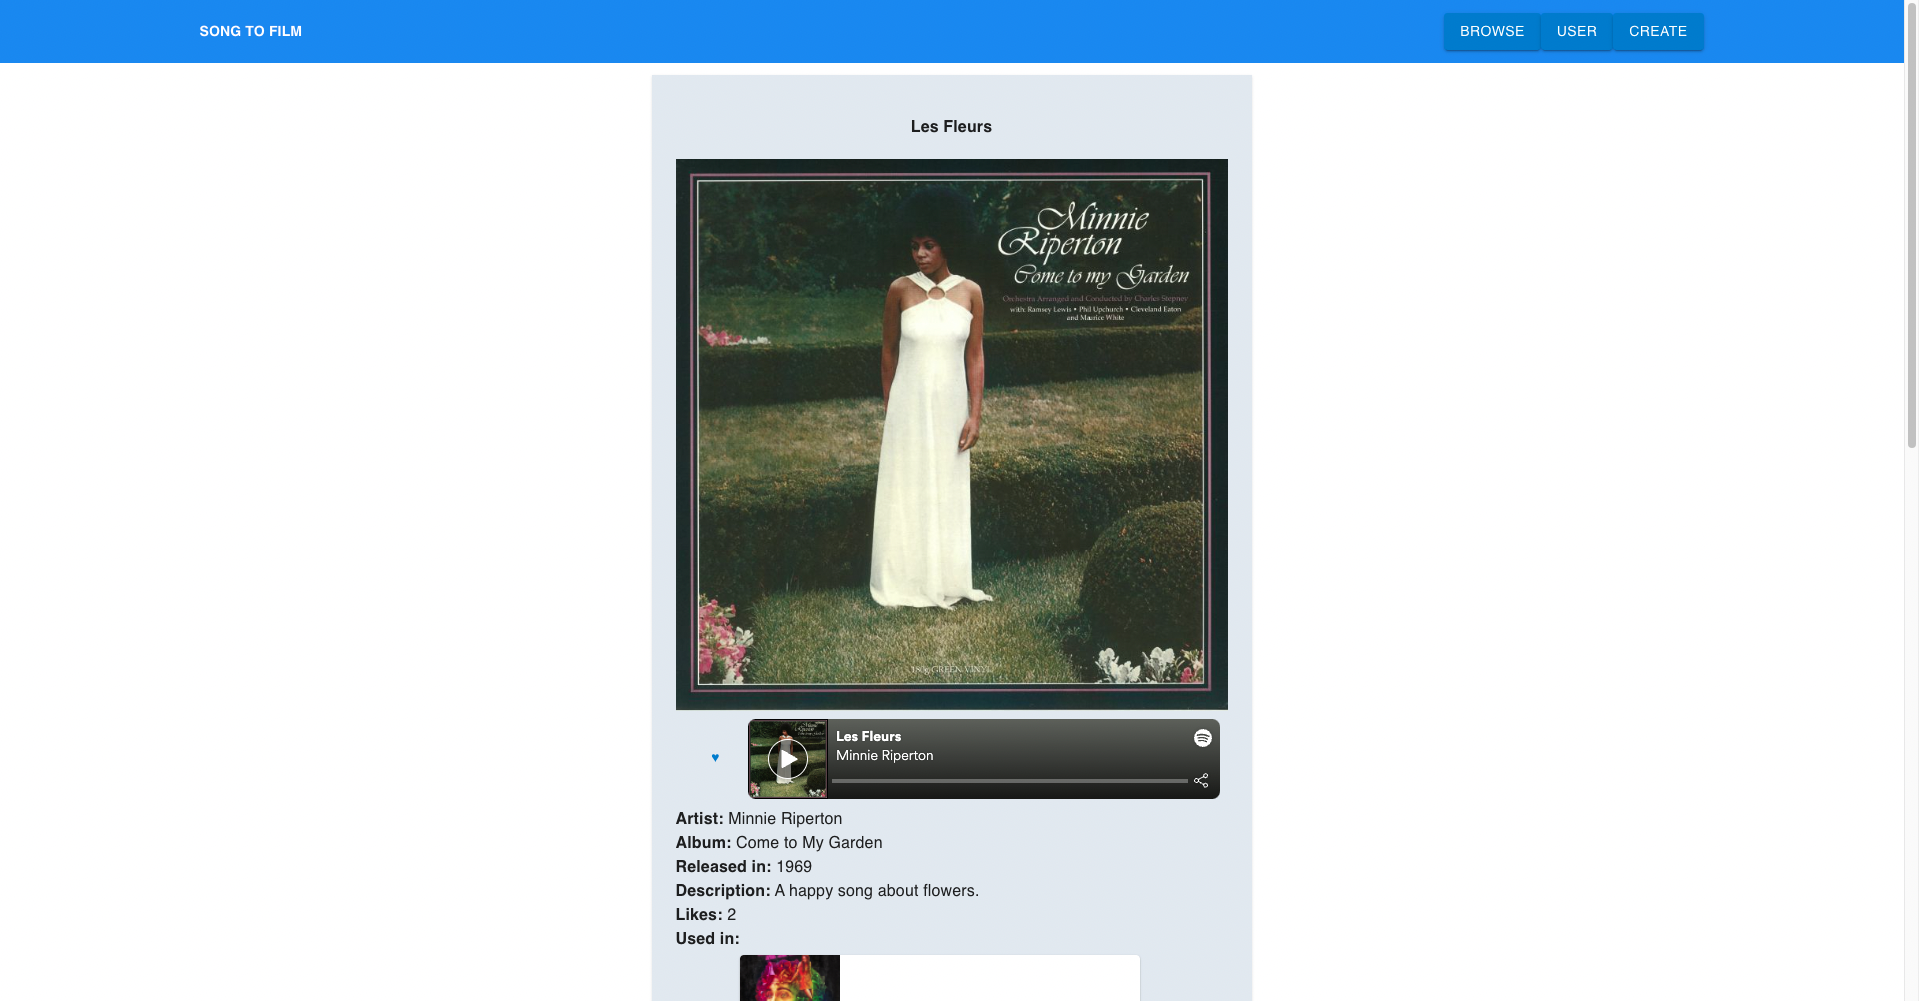 SONG TO FILM
BROWSE
USER
CREATE
Les Fleurs
Minnie
Riperton
Come to my Garden
Orchestra Arranged and Conducted by Charles Stepney
with: Ramsey Lewis • Phil Upchurch • Cleveland Eaton
and Maurice White
180g GREEN VINYL
♥
Les Fleurs
Minnie Riperton
Artist: Minnie Riperton
Album: Come to My Garden
Released in: 1969
Description: A happy song about flowers.
Likes: 2
Used in: